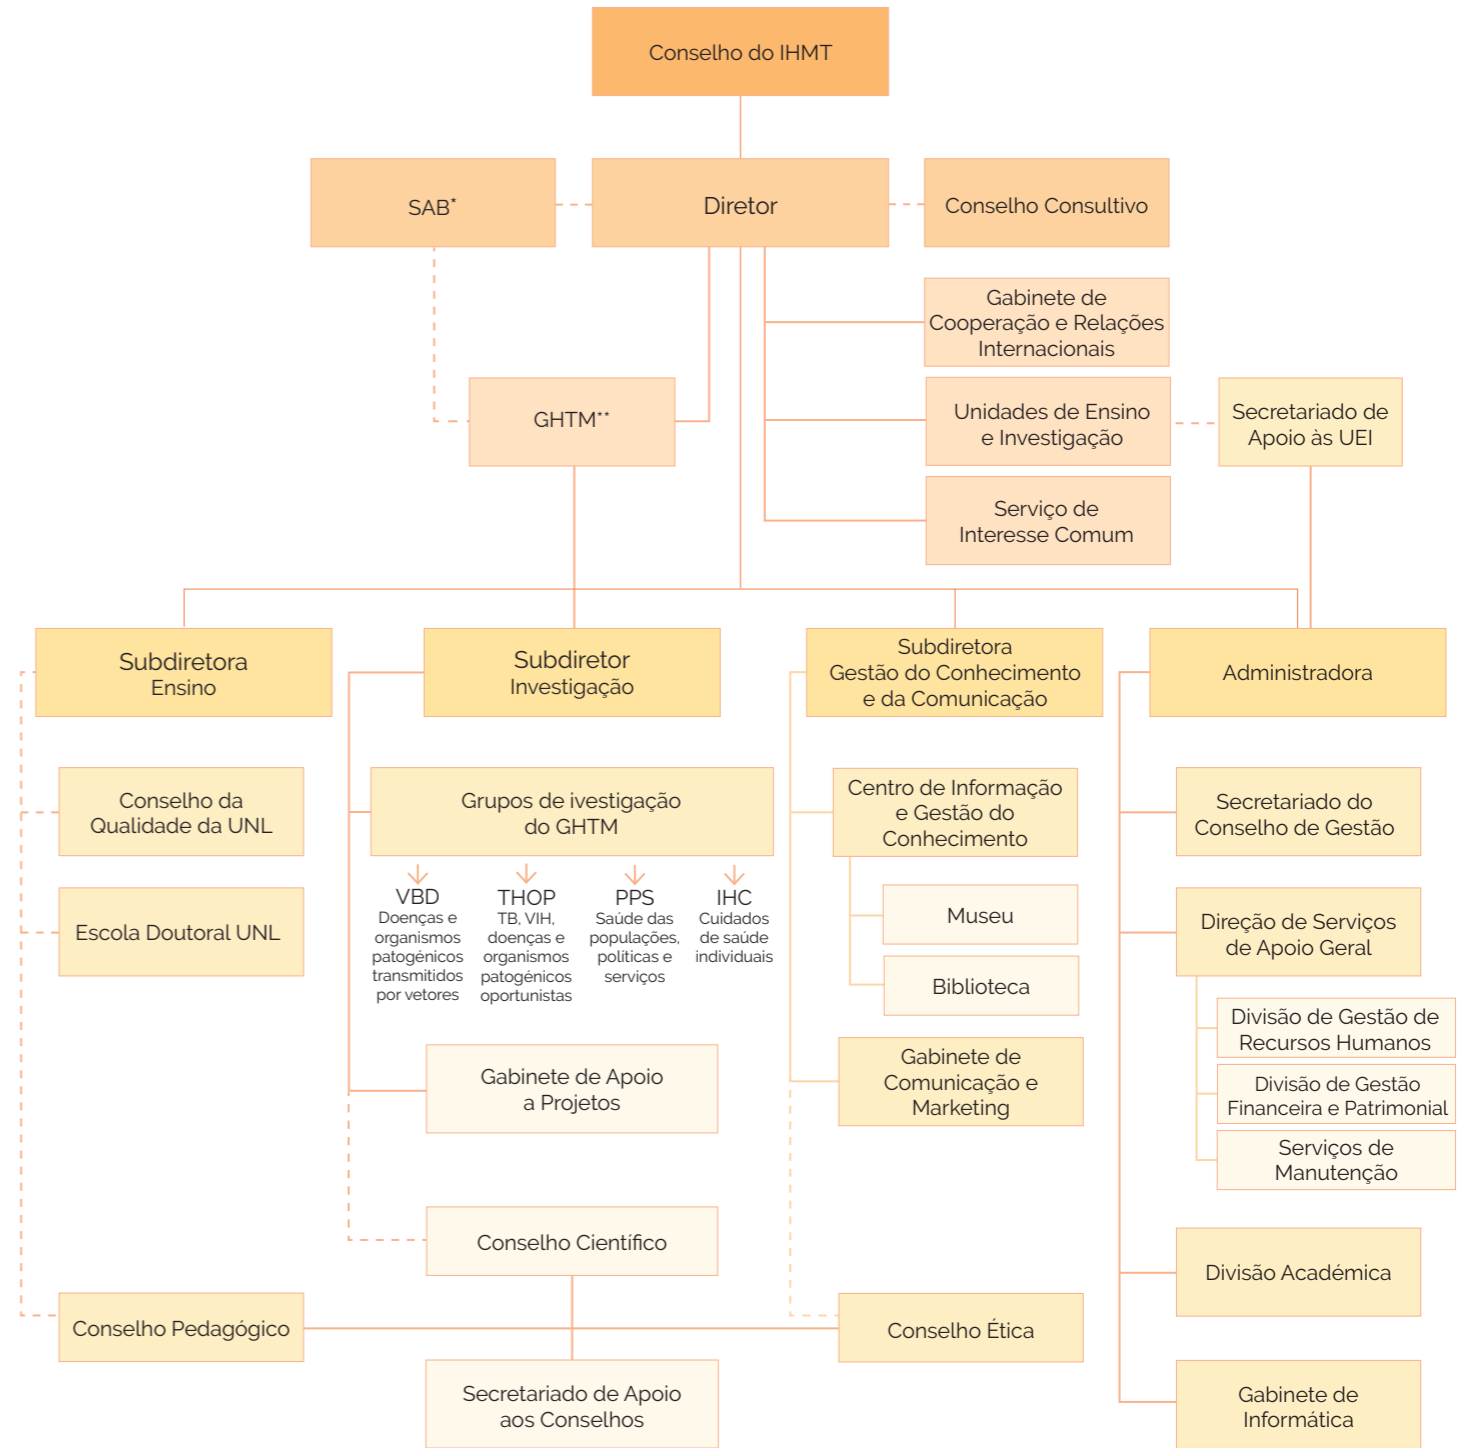 Conselho do IHMT
SAB*
Diretor
Conselho Consultivo
Gabinete de
Cooperação e Relações
Internacionais
GHTM**
Unidades de Ensino
e Investigação
Secretariado de
Apoio às UEI
Serviço de
Interesse Comum
Subdiretora
Ensino
Subdiretor
Investigação
Subdiretora
Gestão do Conhecimento
e da Comunicação
Administradora
Conselho da
Qualidade da UNL
Escola Doutoral UNL
Grupos de ivestigação
do GHTM
VBD
Doenças e
organismos
patogénicos
transmitidos
por vetores
THOP
TB, VIH,
doenças e
organismos
patogénicos
oportunistas
PPS
Saúde das
populações,
políticas e
serviços
IHC
Cuidados
de saúde
individuais
Centro de Informação
e Gestão do
Conhecimento
Museu
Biblioteca
Gabinete de
Comunicação e
Marketing
Secretariado do
Conselho de Gestão
Direção de Serviços
de Apoio Geral
Divisão de Gestão de
Recursos Humanos
Divisão de Gestão
Financeira e Patrimonial
Serviços de
Manutenção
Gabinete de Apoio
a Projetos
Conselho Científico
Divisão Académica
Conselho Pedagógico
Conselho Ética
Secretariado de Apoio
aos Conselhos
Gabinete de
Informática